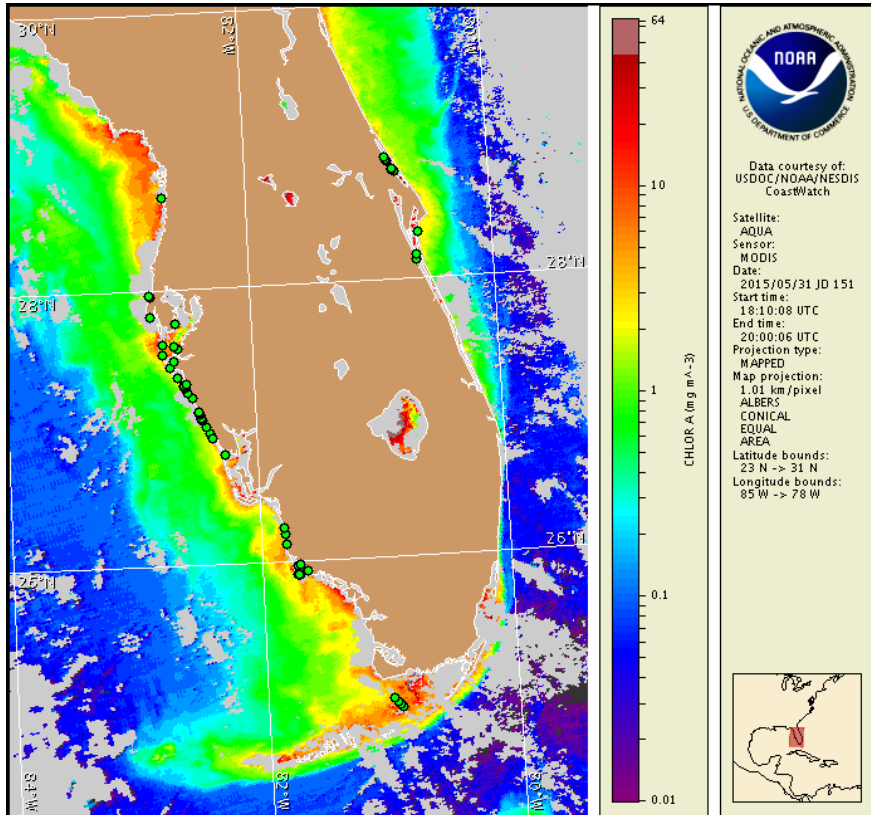 30°N
82°W
80°W
28°N
28°N
26°N
26°N
84°W
82°W
80°W
64
10
1
0.1
0.01
CHLOR A (mg m^-3)
NATIONAL OCEANIC AND ATMOSPHERIC ADMINISTRATION
NOAA
U.S. DEPARTMENT OF COMMERCE
Data courtesy of:
USDOC/NOAA/NESDIS
CoastWatch
Satellite:
AQUA
Sensor:
MODIS
Date:
2015/05/31 JD 151
Start time:
18:10:08 UTC
End time:
20:00:06 UTC
Projection type:
MAPPED
Map projection:
1.01 km/pixel
ALBERS
CONICAL
EQUAL
AREA
Latitude bounds:
23 N -> 31 N
Longitude bounds:
85 W -> 78 W